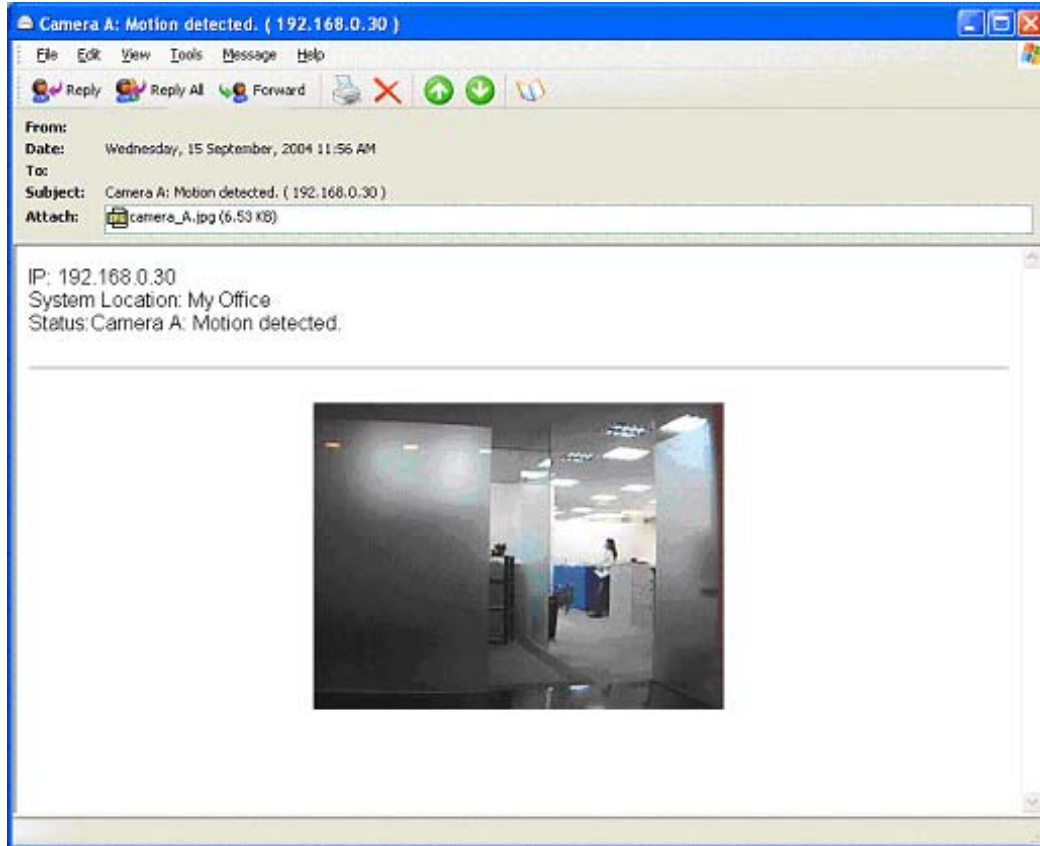 Camera A: Motion detected. ( 192.168.0.30 )
File Edit View Tools Message Help
Reply Reply All Forward
From:
Date: Wednesday, 15 September, 2004 11:56 AM
To:
Subject: Camera A: Motion detected. ( 192.168.0.30 )
Attach: camera_A.jpg (6.53 KB)
IP: 192.168.0.30
System Location: My Office
Status:Camera A: Motion detected.